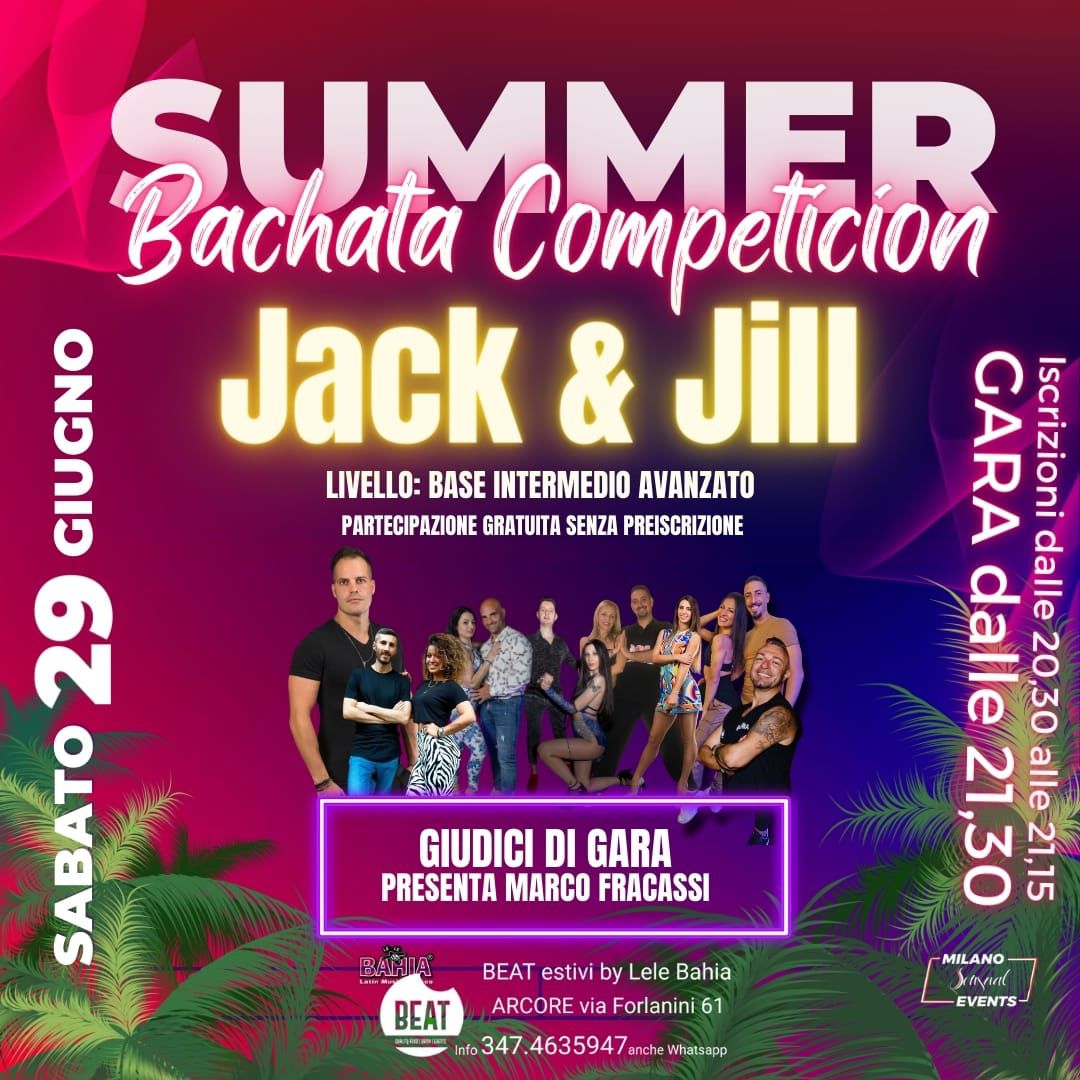 SUMMER
Bachata Competicion
Jack & Jill
LIVELLO: BASE INTERMEDIO AVANZATO
PARTECIPAZIONE GRATUITA SENZA PREISCRIZIONE
SABATO 29 GIUGNO
Iscrizioni dalle 20,30 alle 21,15
GARA dalle 21,30
GIUDICI DI GARA
PRESENTA MARCO FRACASSI
BAHIA
BEAT
BEAT estivi by Lele Bahia
ARCORE via Forlanini 61
Info 347.4635947 anche Whatsapp
MILANO
Sensual
EVENTS